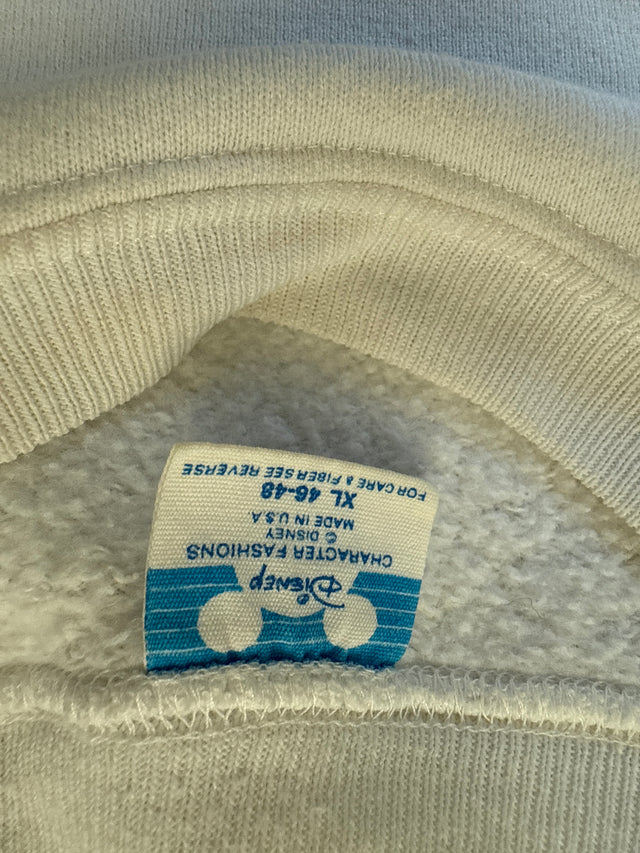 Disney
CHARACTER FASHIONS
© DISNEY
MADE IN U.S.A
XL 46-48
FOR CARE & FIBER SEE REVERSE